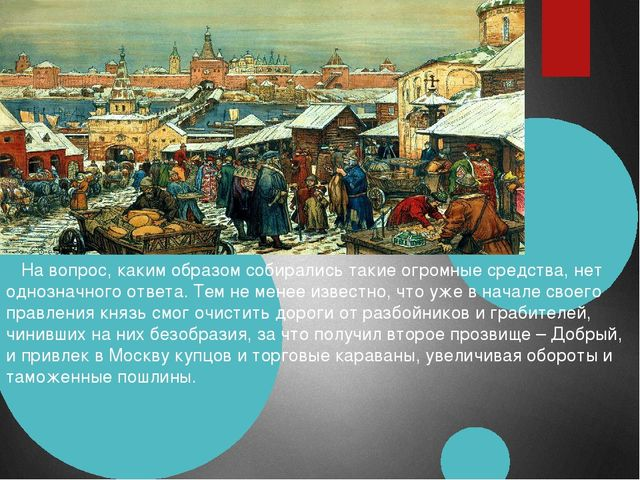 На вопрос, каким образом собирались такие огромные средства, нет
однозначного ответа. Тем не менее известно, что уже в начале своего
правления князь смог очистить дороги от разбойников и грабителей,
чинивших на них безобразия, за что получил второе прозвище – Добрый,
и привлек в Москву купцов и торговые караваны, увеличивая обороты и
таможенные пошлины.